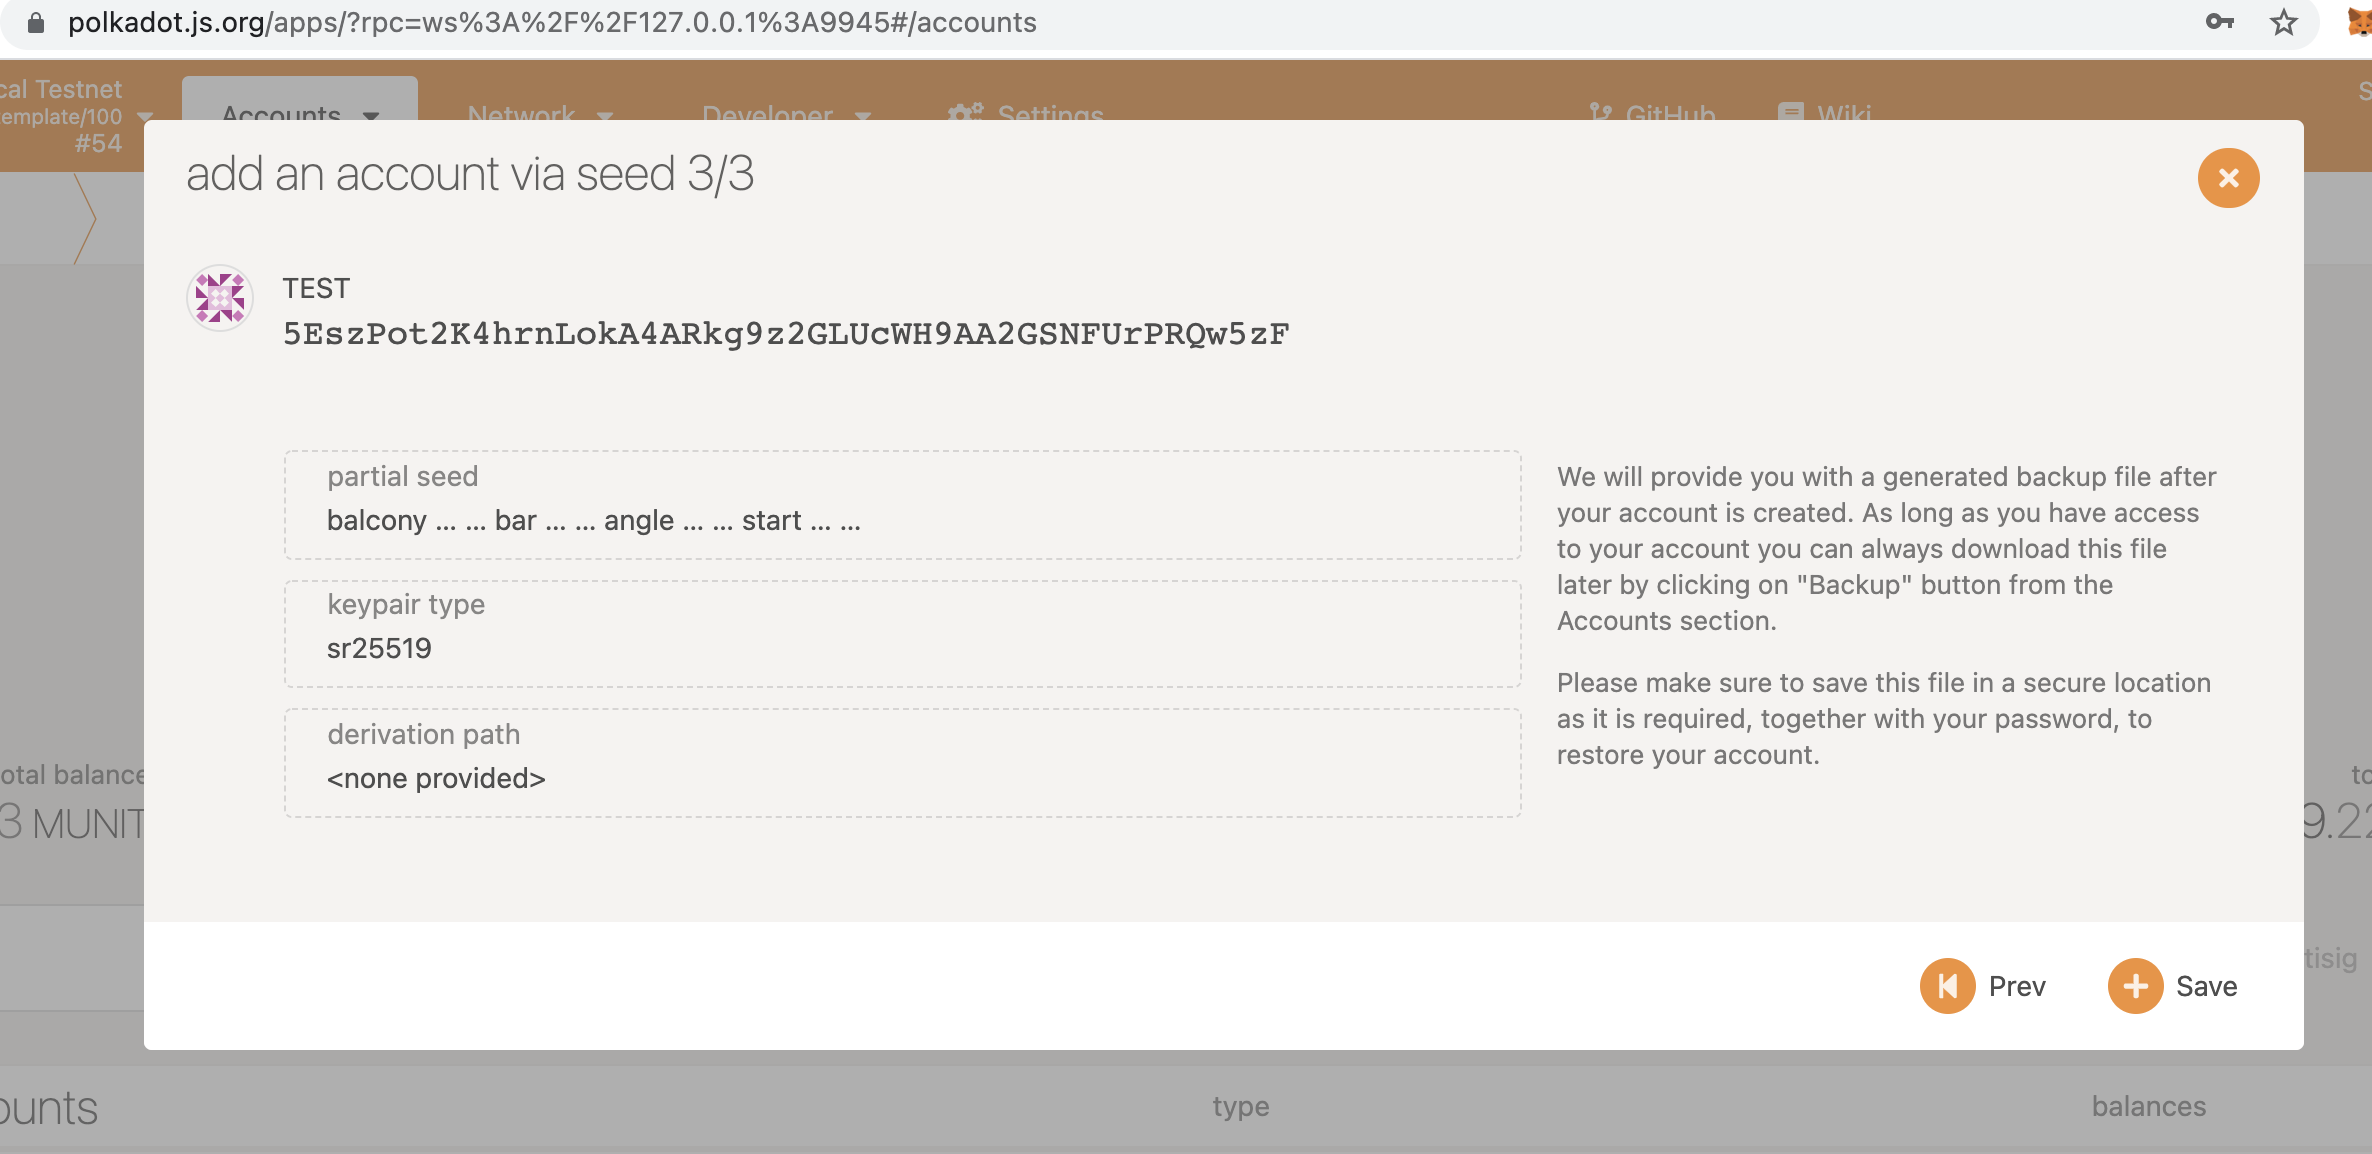 polkadot.js.org/apps/?rpc=ws%3A%2F%2F127.0.0.1%3A9945#/accounts
cal Testnet
emplate/100
#54
Accounts
Network
Developer
Settings
GitHub
Wiki
S
add an account via seed 3/3
TEST
5EszPot2K4hrnLokA4ARkg9z2GLUcWH9AA2GSNFUrPRQw5zF
partial seed
balcony ... ... bar ... ... angle ... ... start ... ...
keypair type
sr25519
derivation path
<none provided>
We will provide you with a generated backup file after
your account is created. As long as you have access
to your account you can always download this file
later by clicking on "Backup" button from the
Accounts section.
Please make sure to save this file in a secure location
as it is required, together with your password, to
restore your account.
otal balance
3 MUNIT
to
9.22
tisig
Prev
Save
ounts
type
balances